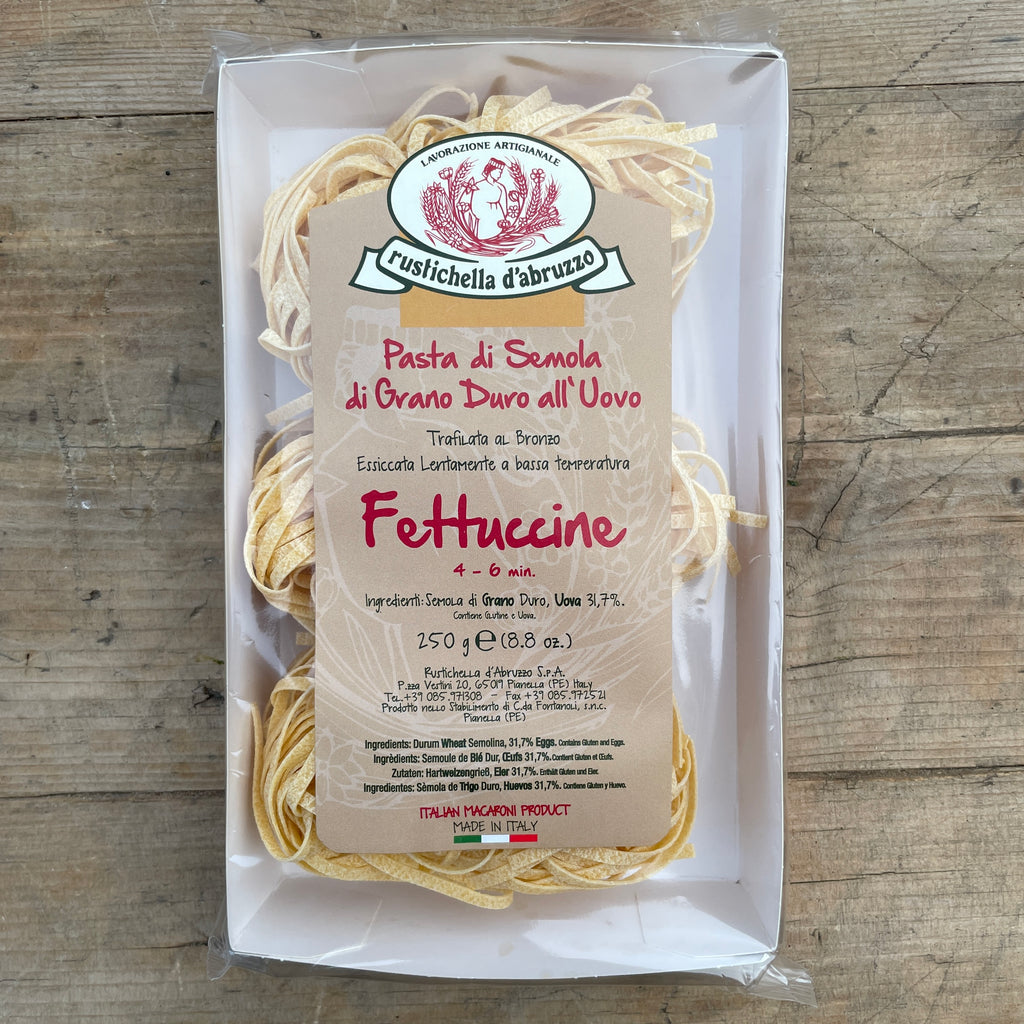 LAVORAZIONE ARTIGIANALE
rustichella d'abruzzo
Pasta di Semola
di Grano Duro all'Uovo
Trafilata al Bronzo
Essiccata Lentamente a bassa temperatura
Fettuccine
4 - 6 min.
Ingredienti: Semola di Grano Duro, Uova 31,7%.
Contiene Glutine e Uova.
250 g ℮ (8.8 oz.)
Rustichella d'Abruzzo S.p.A.
P.zza Vestini 20, 65019 Pianella (PE) Italy
Tel.+39 085.971308 - Fax +39 085.972521
Prodotto nello Stabilimento di C.da Fontanoli, s.n.c.
Pianella (PE)
Ingredients: Durum Wheat Semolina, 31,7% Eggs. Contains Gluten and Eggs.
Ingrèdients: Semoule de Blé Dur, Œufs 31,7%. Contient Gluten et Œufs.
Zutaten: Hartweizengrieß, Eier 31,7%. Enthält Gluten und Eier.
Ingredientes: Sèmola de Trigo Duro, Huevos 31,7%. Contiene Gluten y Huevo.
ITALIAN MACARONI PRODUCT
MADE IN ITALY